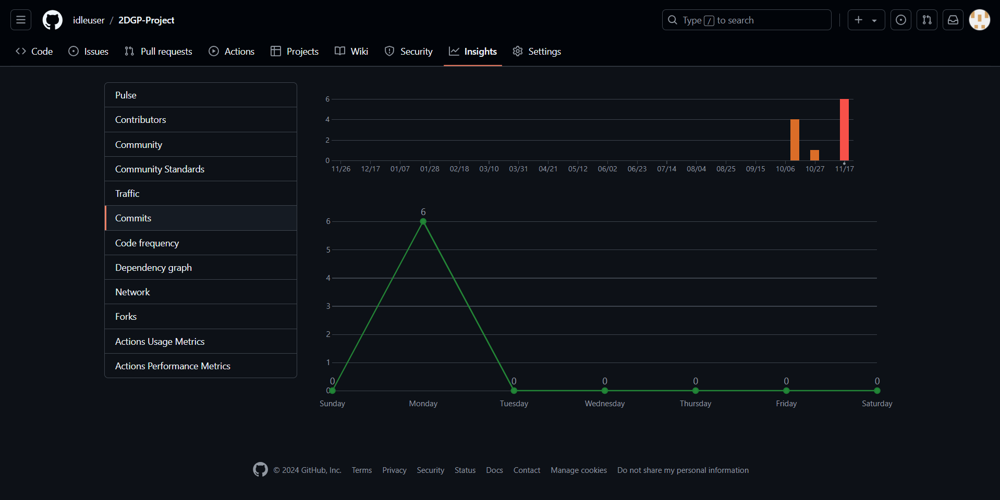 idleuser / 2DGP-Project
Type / to search
Code Issues Pull requests Actions Projects Wiki Security Insights Settings
Pulse
Contributors
Community
Community Standards
Traffic
Commits
Code frequency
Dependency graph
Network
Forks
Actions Usage Metrics
Actions Performance Metrics
6
4
2
0
11/26 12/17 01/07 01/28 02/18 03/10 03/31 04/21 05/12 06/02 06/23 07/14 08/04 08/25 09/15 10/06 10/27 11/17
6
6
5
4
3
2
1
0 0 0 0 0 0
0
Sunday Monday Tuesday Wednesday Thursday Friday Saturday
© 2024 GitHub, Inc. Terms Privacy Security Status Docs Contact Manage cookies Do not share my personal information